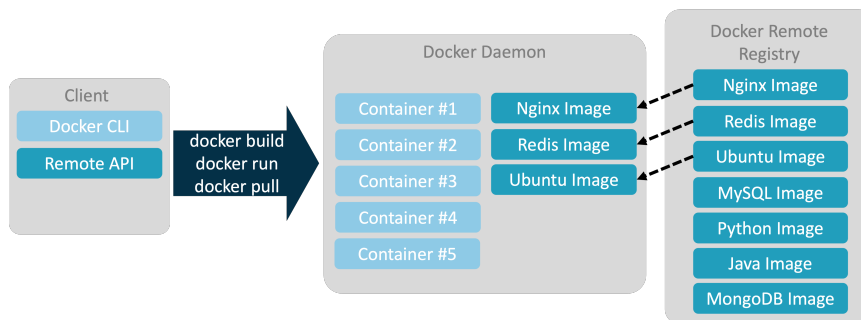 Client
Docker CLI
Remote API
docker build
docker run
docker pull
Docker Daemon
Container #1
Container #2
Container #3
Container #4
Container #5
Nginx Image
Redis Image
Ubuntu Image
Docker Remote
Registry
Nginx Image
Redis Image
Ubuntu Image
MySQL Image
Python Image
Java Image
MongoDB Image